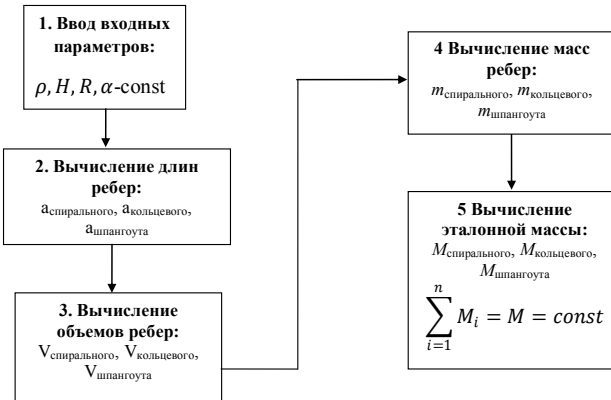 1. Ввод входных
параметров:
ρ, H, R, α-const
2. Вычисление длин
ребер:
aспирального, aкольцевого,
aшпангоута
3. Вычисление
объемов ребер:
Vспирального, Vкольцевого,
Vшпангоута
4 Вычисление масс
ребер:
mспирального, mкольцевого,
mшпангоута
5 Вычисление
эталонной массы:
Mспирального, Mкольцевого,
Mшпангоута
n
∑ Mi = M = const
i=1